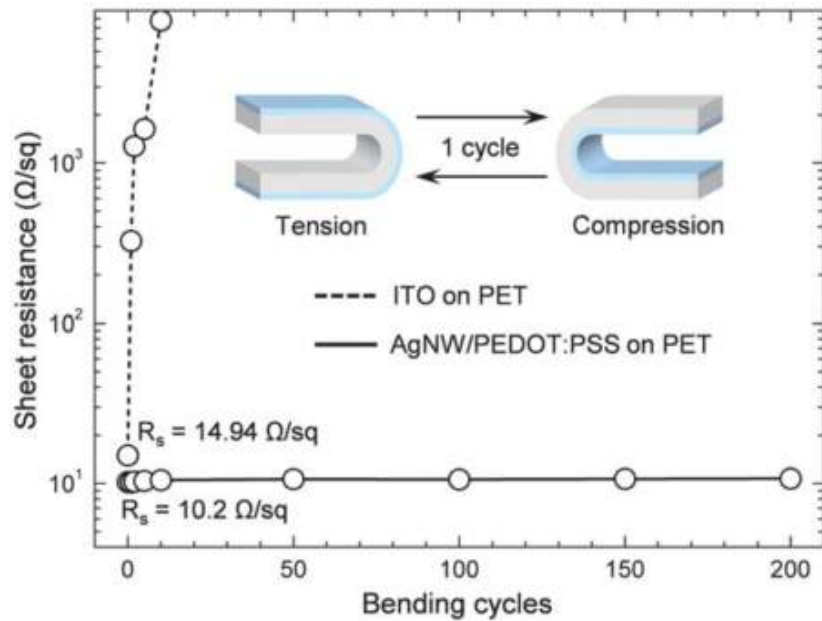 Sheet resistance (Ω/sq)
10³
10²
10¹
1 cycle
Tension
Compression
ITO on PET
AgNW/PEDOT:PSS on PET
Rₛ = 14.94 Ω/sq
Rₛ = 10.2 Ω/sq
0 50 100 150 200
Bending cycles